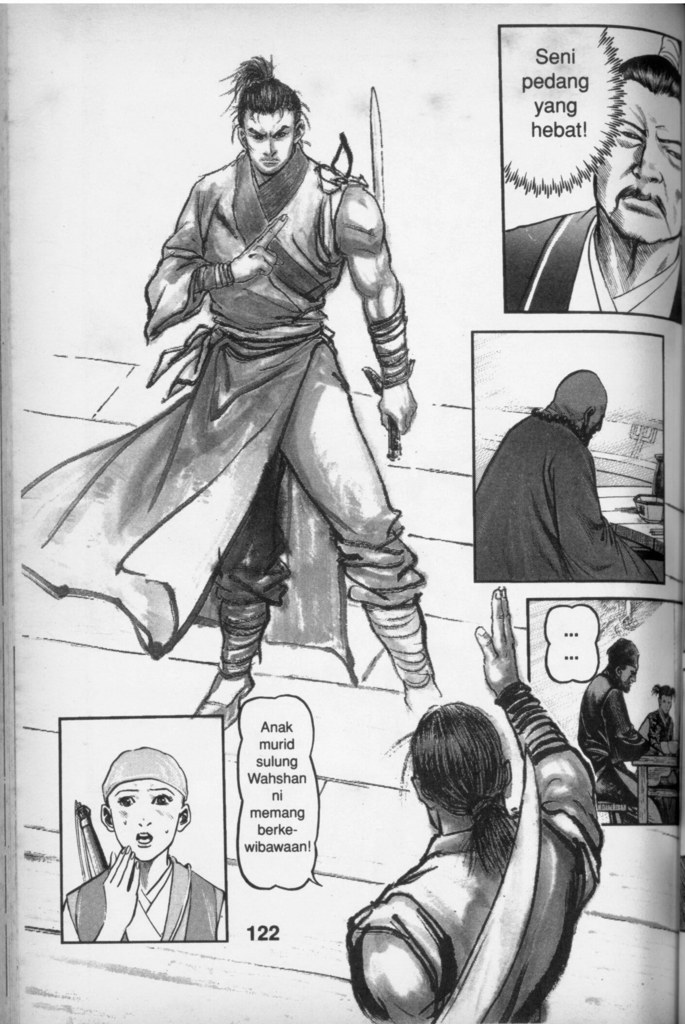 Seni
pedang
yang
hebat!
...
...
Anak
murid
sulung
Wahshan
ni
memang
berke-
wibawaan!
122